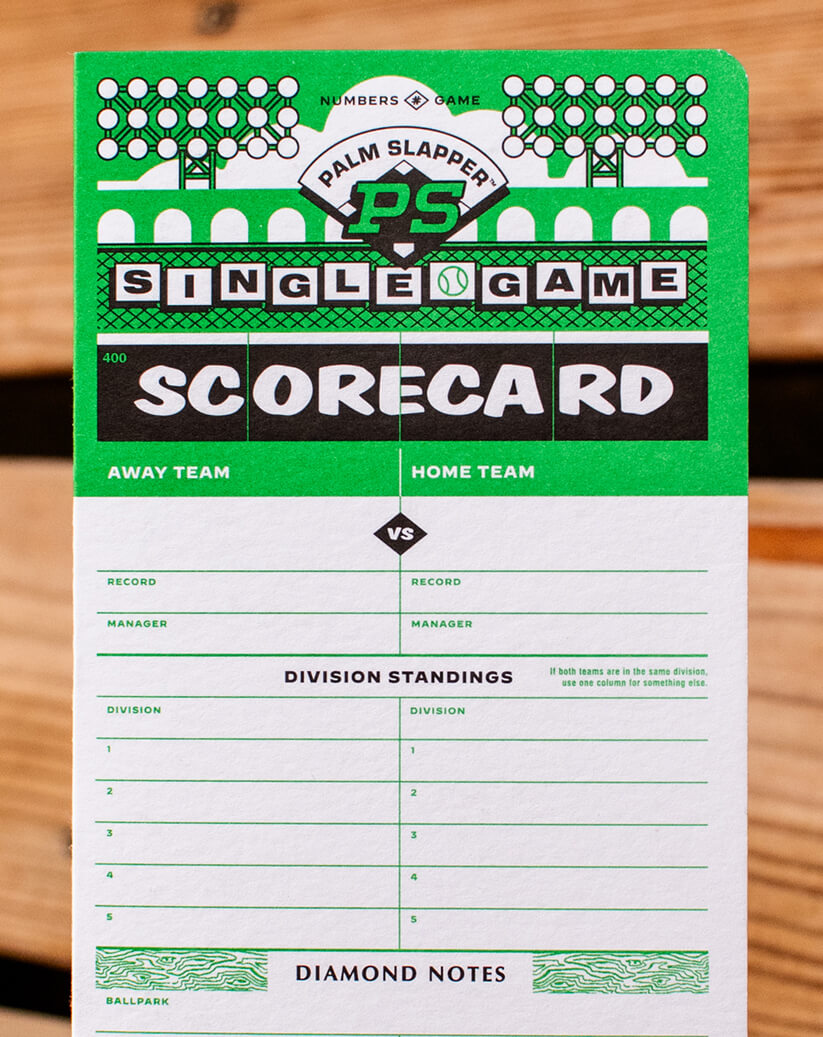 NUMBERS # GAME
PALM SLAPPER™
PS
SINGLE GAME
400
SCORECARD
AWAY TEAM HOME TEAM
VS
RECORD RECORD
MANAGER MANAGER
DIVISION STANDINGS
If both teams are in the same division,
use one column for something else.
DIVISION DIVISION
1 1
2 2
3 3
4 4
5 5
DIAMOND NOTES
BALLPARK